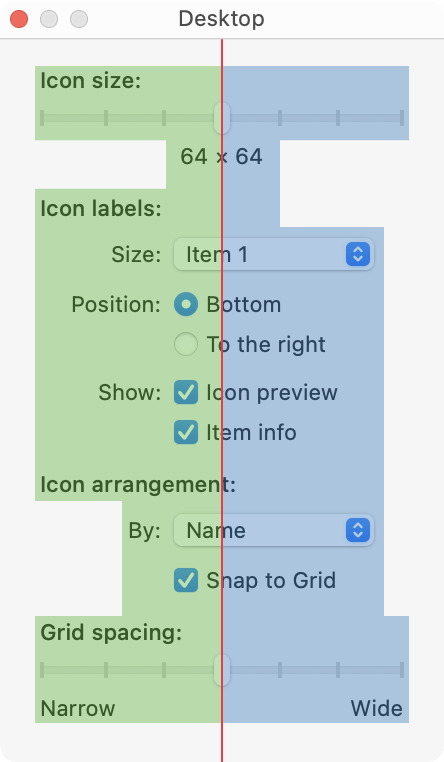 Desktop
Icon size:
64 × 64
Icon labels:
Size: Item 1
Position: Bottom
To the right
Show: Icon preview
Item info
Icon arrangement:
By: Name
Snap to Grid
Grid spacing:
Narrow Wide